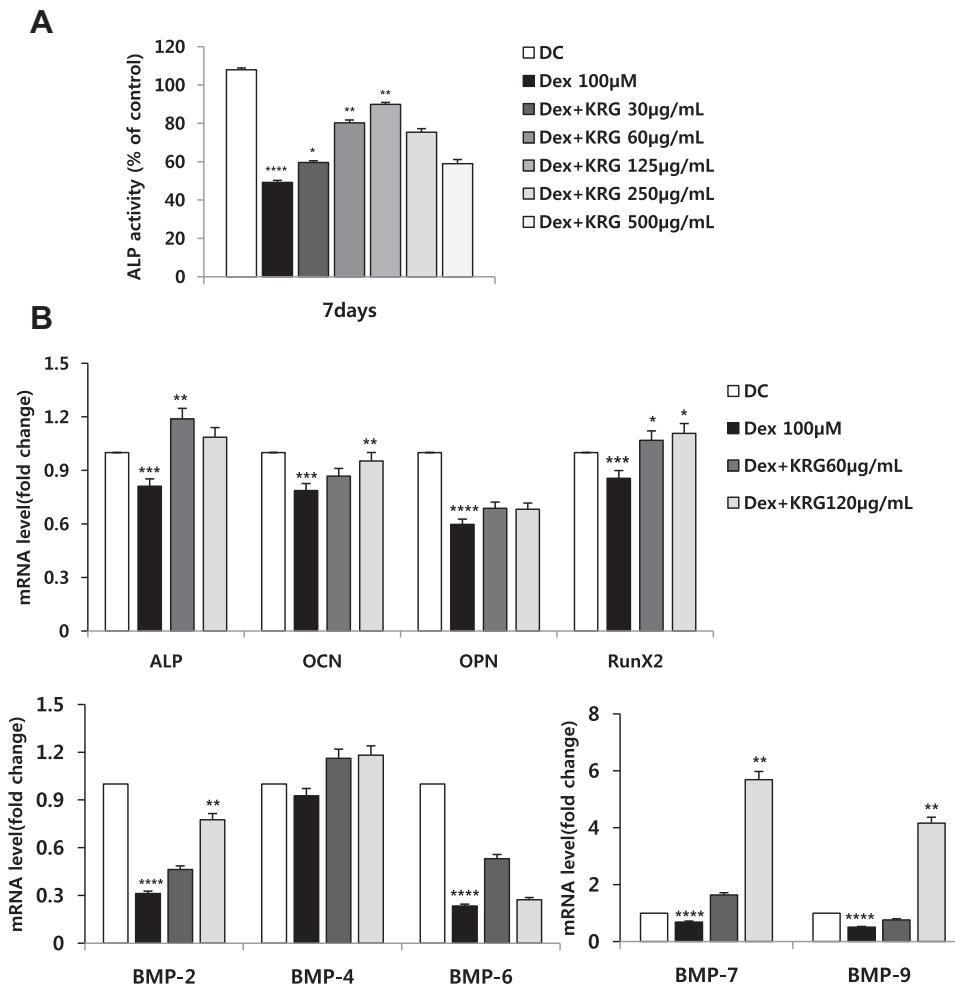 A
ALP activity (% of control)
120
100
80
60
40
20
0
****
*
**
**
7days
DC
Dex 100μM
Dex+KRG 30μg/mL
Dex+KRG 60μg/mL
Dex+KRG 125μg/mL
Dex+KRG 250μg/mL
Dex+KRG 500μg/mL
B
mRNA level(fold change)
1.5
1.2
0.9
0.6
0.3
0
***
**
***
**
****
***
*
*
ALP
OCN
OPN
RunX2
DC
Dex 100μM
Dex+KRG60μg/mL
Dex+KRG120μg/mL
mRNA level(fold change)
1.5
1.2
0.9
0.6
0.3
0
****
**
****
BMP-2
BMP-4
BMP-6
mRNA level(fold change)
8
6
4
2
0
****
**
****
**
BMP-7
BMP-9